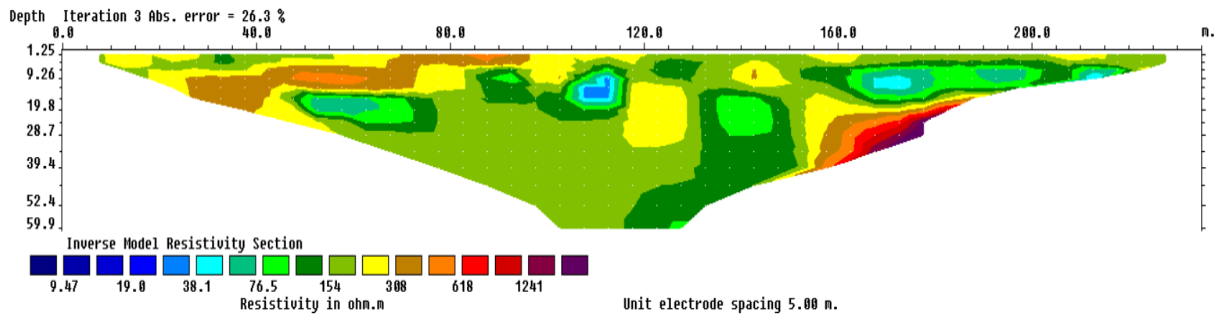 Depth Iteration 3 Abs. error = 26.3 %
0.0 40.0 80.0 120.0 160.0 200.0 m.
1.25
9.26
19.8
28.7
39.4
52.4
59.9
Inverse Model Resistivity Section
9.47 19.0 38.1 76.5 154 308 618 1241
Resistivity in ohm.m Unit electrode spacing 5.00 m.